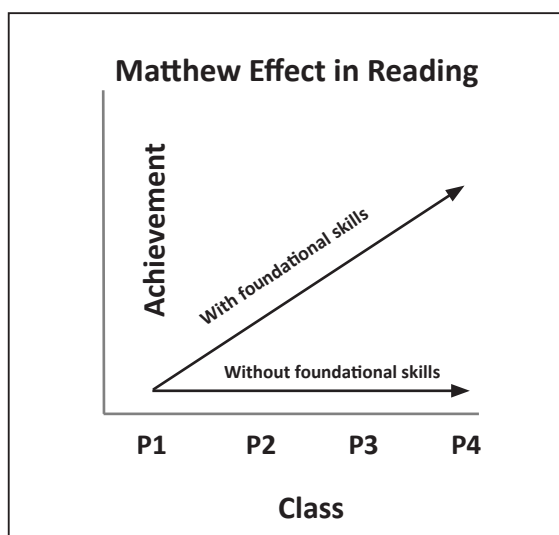 Matthew Effect in Reading
Achievement
With foundational skills
Without foundational skills
P1 P2 P3 P4
Class